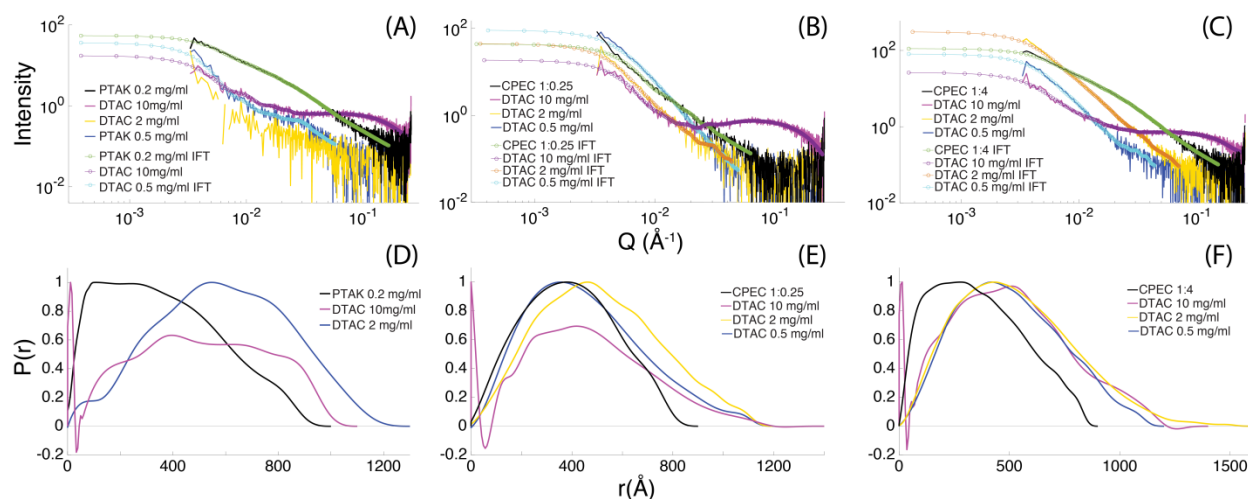 (A)
Intensity
10²
10⁰
10⁻²
PTAK 0.2 mg/ml
DTAC 10mg/ml
DTAC 2 mg/ml
PTAK 0.5 mg/ml
PTAK 0.2 mg/ml IFT
DTAC 10mg/ml
DTAC 0.5 mg/ml IFT
10⁻³ 10⁻² 10⁻¹
(B)
10²
10⁰
10⁻²
CPEC 1:0.25
DTAC 10 mg/ml
DTAC 2 mg/ml
DTAC 0.5 mg/ml
CPEC 1:0.25 IFT
DTAC 10 mg/ml IFT
DTAC 2 mg/ml IFT
DTAC 0.5 mg/ml IFT
10⁻³ 10⁻² 10⁻¹
Q (Å⁻¹)
(C)
10²
10⁰
10⁻²
CPEC 1:4
DTAC 10 mg/ml
DTAC 2 mg/ml
DTAC 0.5 mg/ml
CPEC 1:4 IFT
DTAC 10 mg/ml IFT
DTAC 2 mg/ml IFT
DTAC 0.5 mg/ml IFT
10⁻³ 10⁻² 10⁻¹
(D)
P(r)
1
0.8
0.6
0.4
0.2
0
-0.2
PTAK 0.2 mg/ml
DTAC 10mg/ml
DTAC 2 mg/ml
0 400 800 1200
(E)
1
0.8
0.6
0.4
0.2
0
-0.2
CPEC 1:0.25
DTAC 10 mg/ml
DTAC 2 mg/ml
DTAC 0.5 mg/ml
0 400 800 1200
r(Å)
(F)
1
0.8
0.6
0.4
0.2
0
-0.2
CPEC 1:4
DTAC 10 mg/ml
DTAC 2 mg/ml
DTAC 0.5 mg/ml
0 500 1000 1500